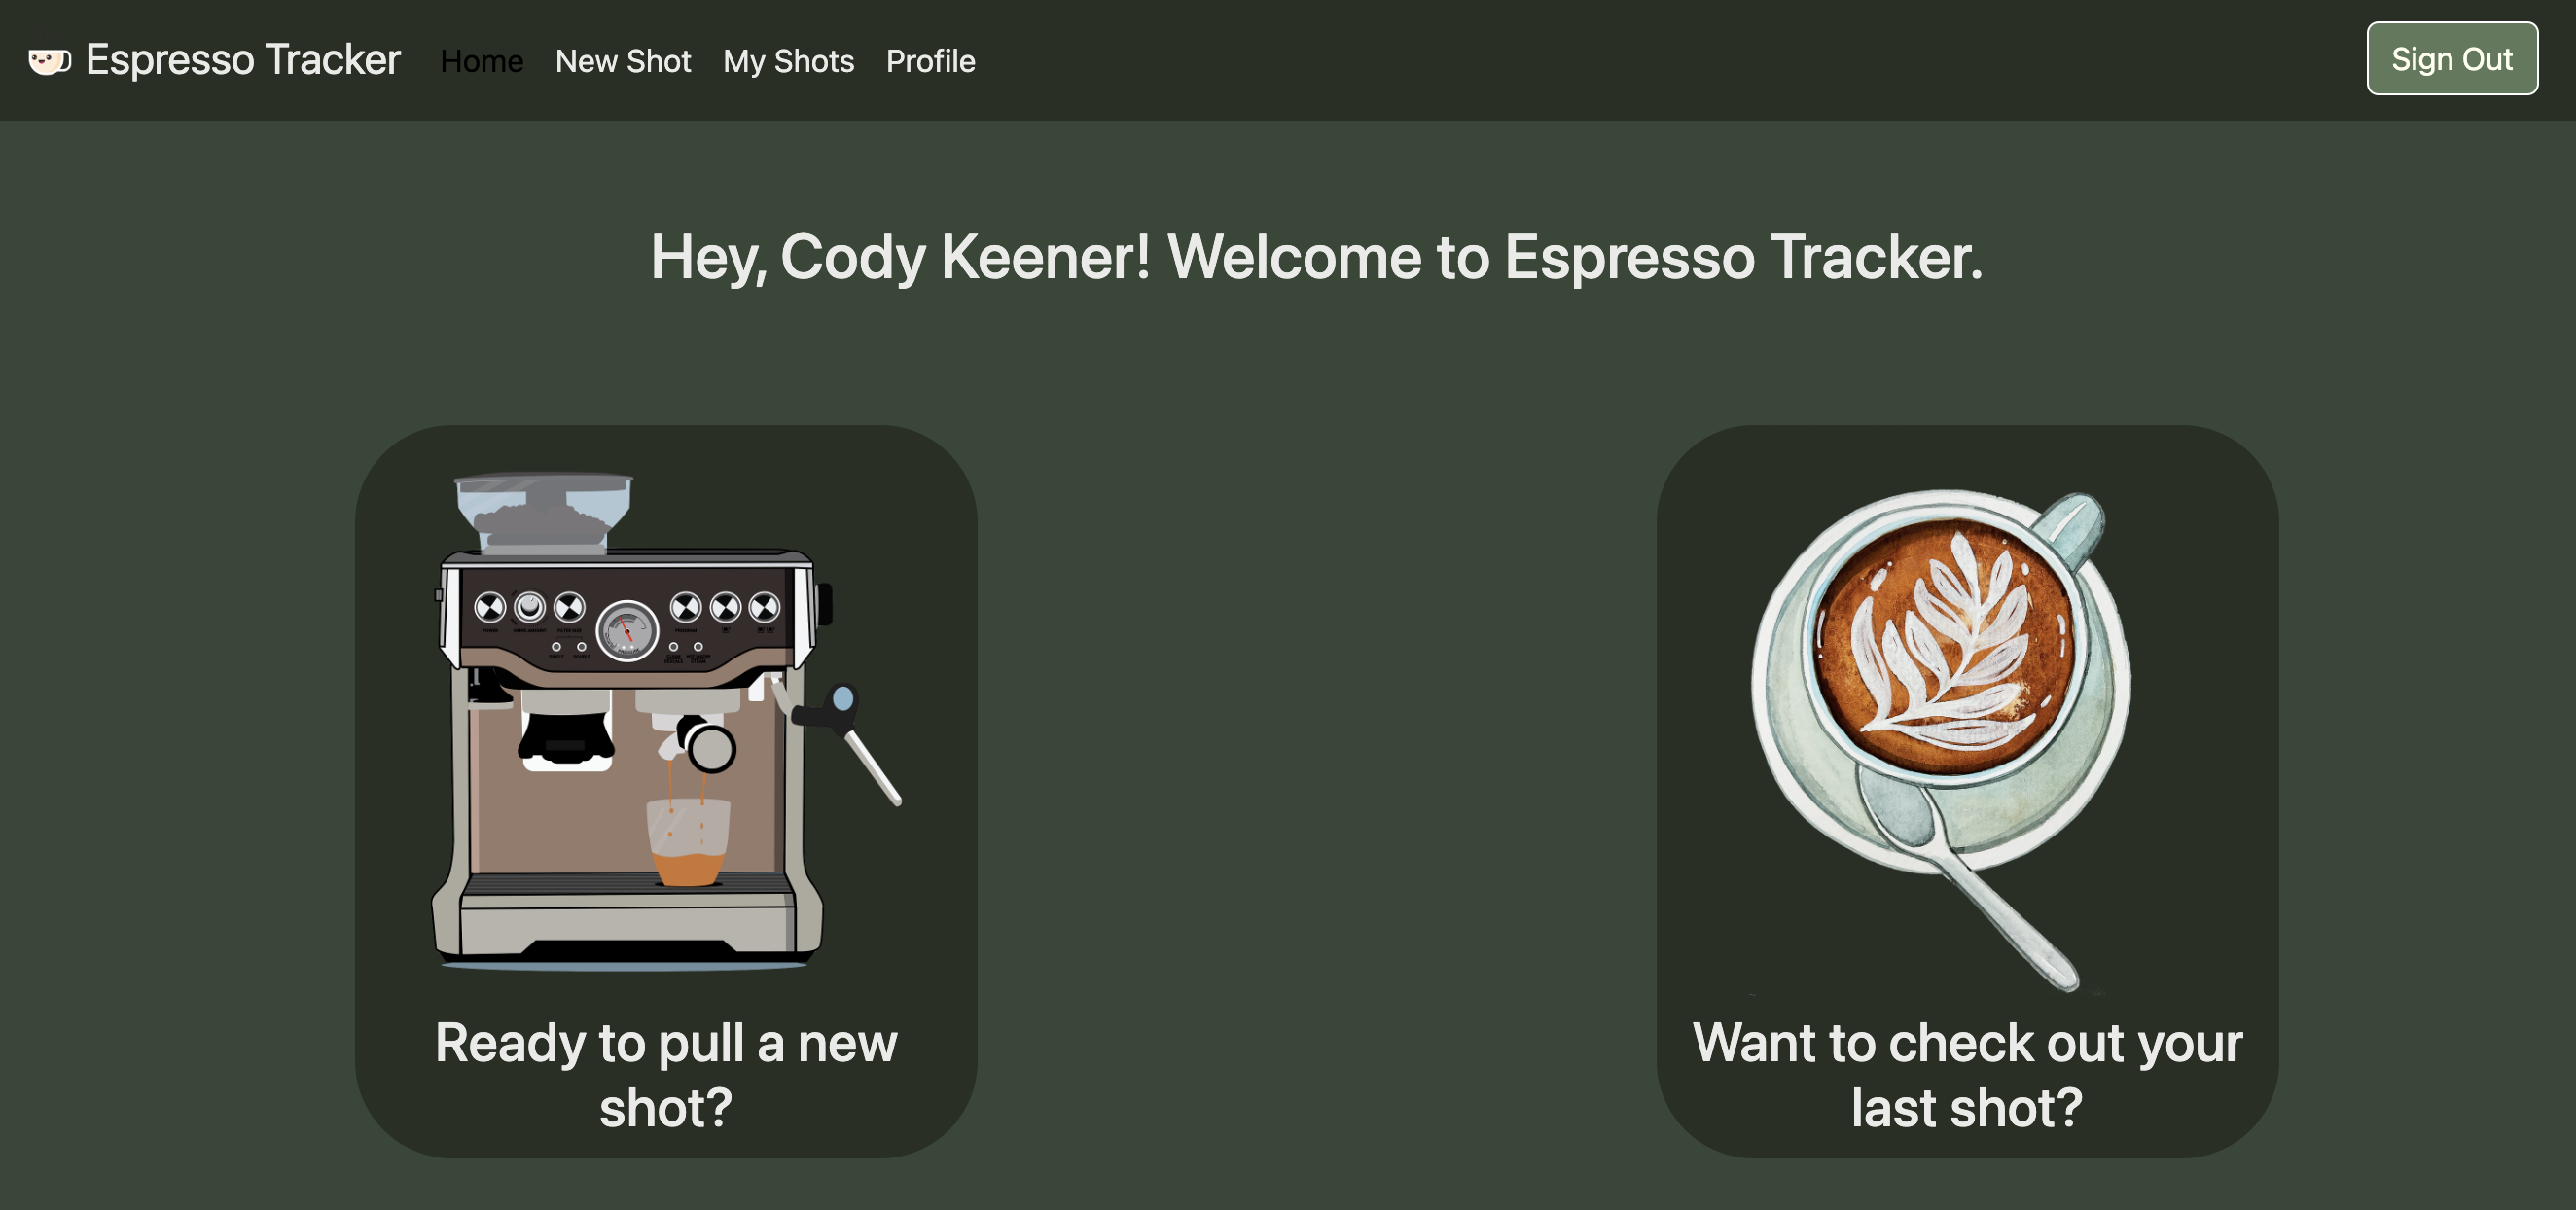 Espresso Tracker Home New Shot My Shots Profile Sign Out
Hey, Cody Keener! Welcome to Espresso Tracker.
Ready to pull a new
shot?
Want to check out your
last shot?